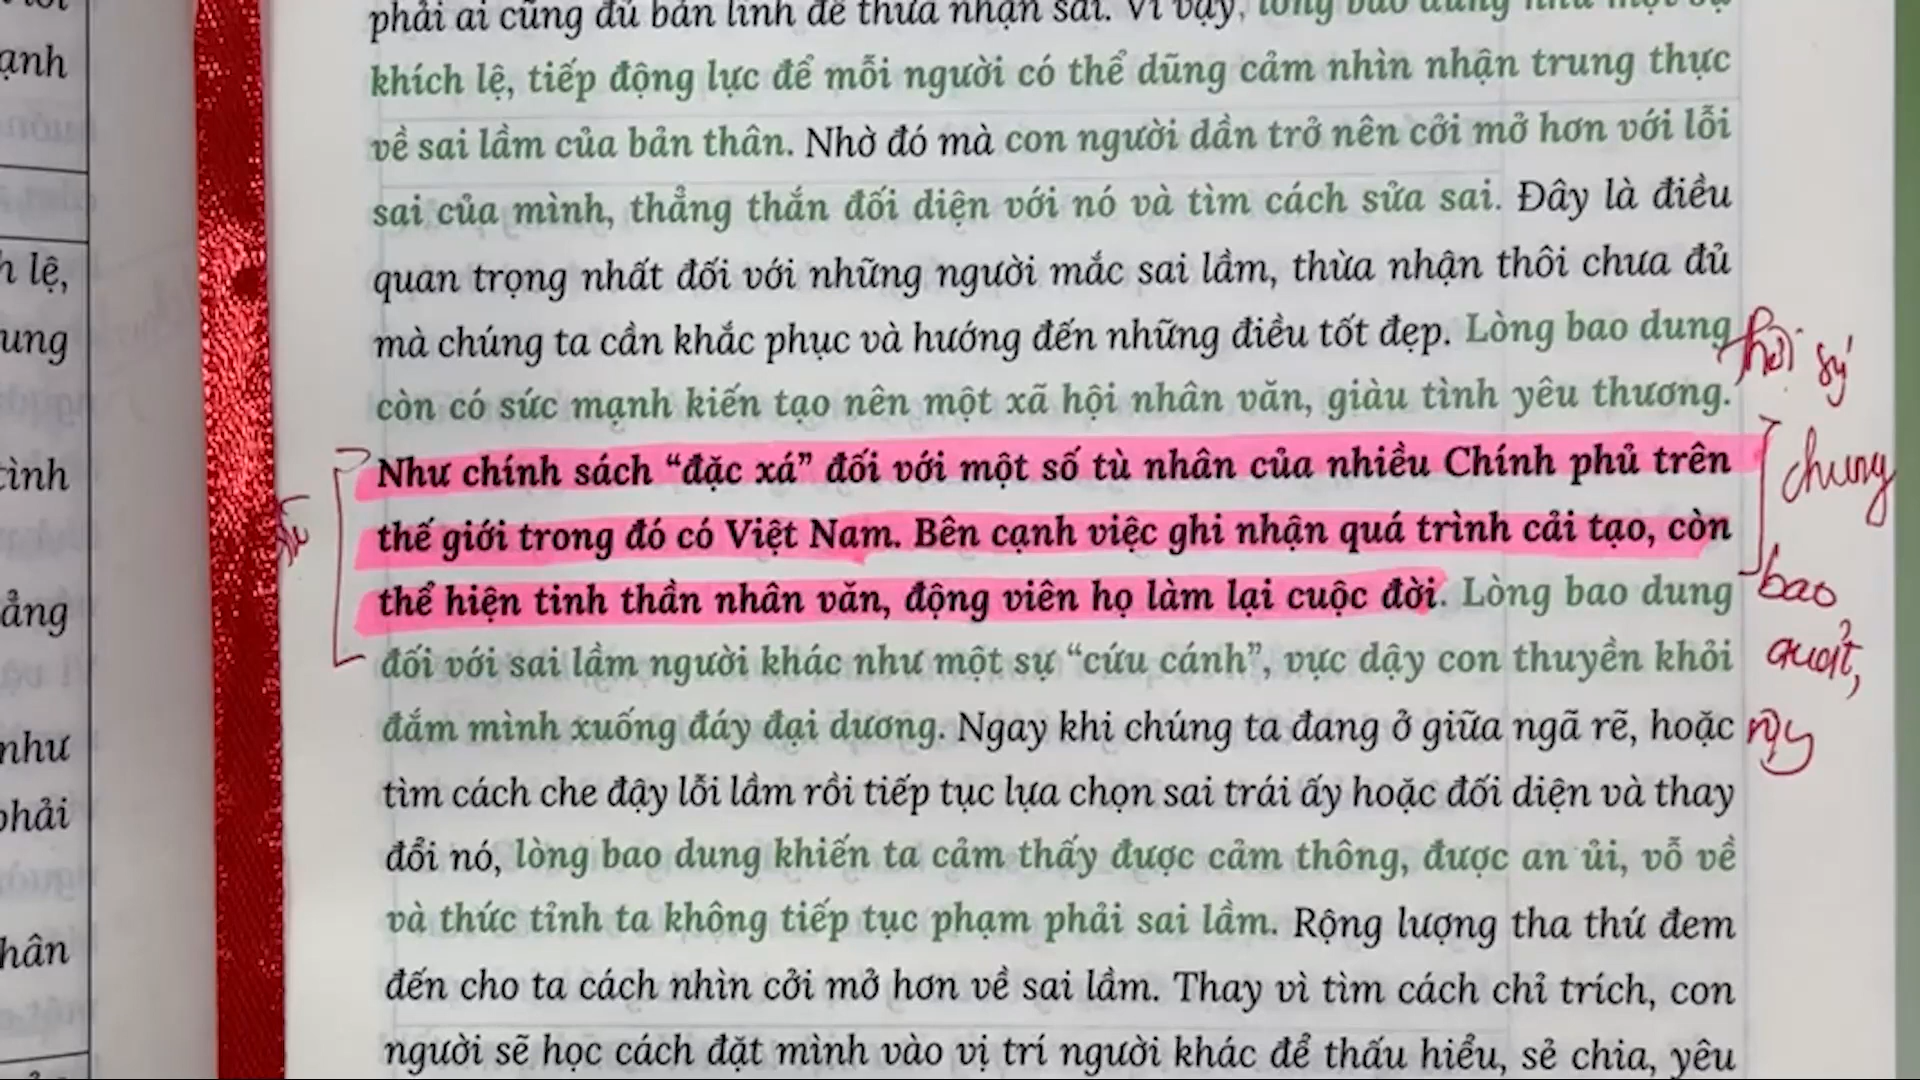 ạnh
h lệ,
ung
tình
ẳng
như
phải
hân
phải ai cũng đủ bản lĩnh để thừa nhận sai. Vì vậy, lòng bao dung như một sự
khích lệ, tiếp động lực để mỗi người có thể dũng cảm nhìn nhận trung thực
về sai lầm của bản thân. Nhờ đó mà con người dần trở nên cởi mở hơn với lỗi
sai của mình, thẳng thắn đối diện với nó và tìm cách sửa sai. Đây là điều
quan trọng nhất đối với những người mắc sai lầm, thừa nhận thôi chưa đủ
mà chúng ta cần khắc phục và hướng đến những điều tốt đẹp. Lòng bao dung
còn có sức mạnh kiến tạo nên một xã hội nhân văn, giàu tình yêu thương.
Như chính sách “đặc xá” đối với một số tù nhân của nhiều Chính phủ trên
thế giới trong đó có Việt Nam. Bên cạnh việc ghi nhận quá trình cải tạo, còn
thể hiện tinh thần nhân văn, động viên họ làm lại cuộc đời. Lòng bao dung
đối với sai lầm người khác như một sự “cứu cánh”, vực dậy con thuyền khỏi
đắm mình xuống đáy đại dương. Ngay khi chúng ta đang ở giữa ngã rẽ, hoặc
tìm cách che đậy lỗi lầm rồi tiếp tục lựa chọn sai trái ấy hoặc đối diện và thay
đổi nó, lòng bao dung khiến ta cảm thấy được cảm thông, được an ủi, vỗ về
và thức tỉnh ta không tiếp tục phạm phải sai lầm. Rộng lượng tha thứ đem
đến cho ta cách nhìn cởi mở hơn về sai lầm. Thay vì tìm cách chỉ trích, con
người sẽ học cách đặt mình vào vị trí người khác để thấu hiểu, sẻ chia, yêu
chung
bao
quát,